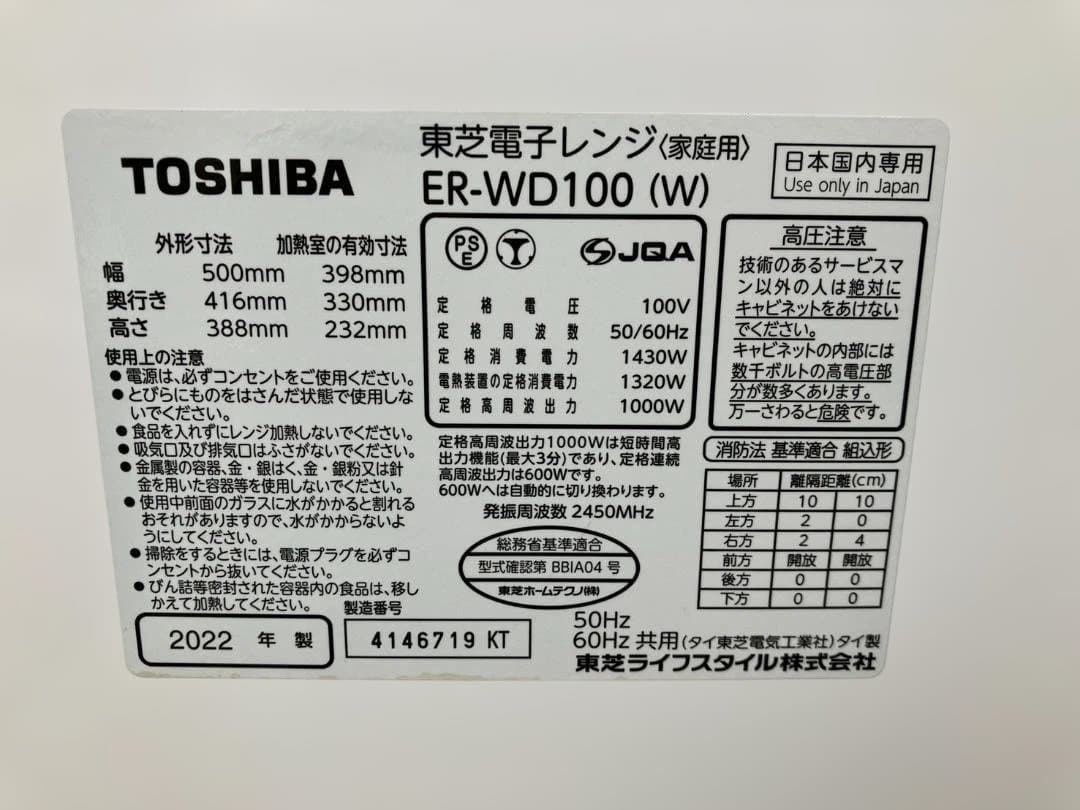 TOSHIBA
東芝電子レンジ〈家庭用〉
ER-WD100 (W)
日本国内専用
Use only in Japan
外形寸法 加熱室の有効寸法
幅 500mm 398mm
奥行き 416mm 330mm
高さ 388mm 232mm
使用上の注意
●電源は、必ずコンセントをご使用ください。
●とびらにものをはさんだ状態で使用しな
いでください。
●食品を入れずにレンジ加熱しないでください。
●吸気口及び排気口はふさがないでください。
●金属製の容器、金・銀はく、金・銀粉又は針
金を用いた容器等を使用しないでください。
●使用中前面のガラスに水がかかると割れる
おそれがありますので、水がかからないよ
うにしてください。
●掃除をするときには、電源プラグを必ずコ
ンセントから抜いてください。
●びん詰等密封された容器内の食品は、移し
かえて加熱してください。
2022 年 製
製造番号
4146719 KT
PS
E
JQA
定格電圧 100V
定格周波数 50/60Hz
定格消費電力 1430W
電熱装置の定格消費電力 1320W
定格高周波出力 1000W
定格高周波出力1000Wは短時間高
出力機能(最大3分)であり、定格連続
高周波出力は600Wです。
600Wへは自動的に切り換わります。
発振周波数 2450MHz
総務省基準適合
型式確認第 BBIA04 号
東芝ホームテクノ(株)
高圧注意
技術のあるサービスマ
ン以外の人は絶対に
キャビネットをあけない
でください。
キャビネットの内部には
数千ボルトの高電圧部
分が数多くあります。
万一さわると危険です。
消防法 基準適合 組込形
場所 離隔距離(cm)
上方 10 10
左方 2 0
右方 2 4
前方 開放 開放
後方 0 0
下方 0 0
50Hz
60Hz 共用 (タイ東芝電気工業社)タイ製
東芝ライフスタイル株式会社